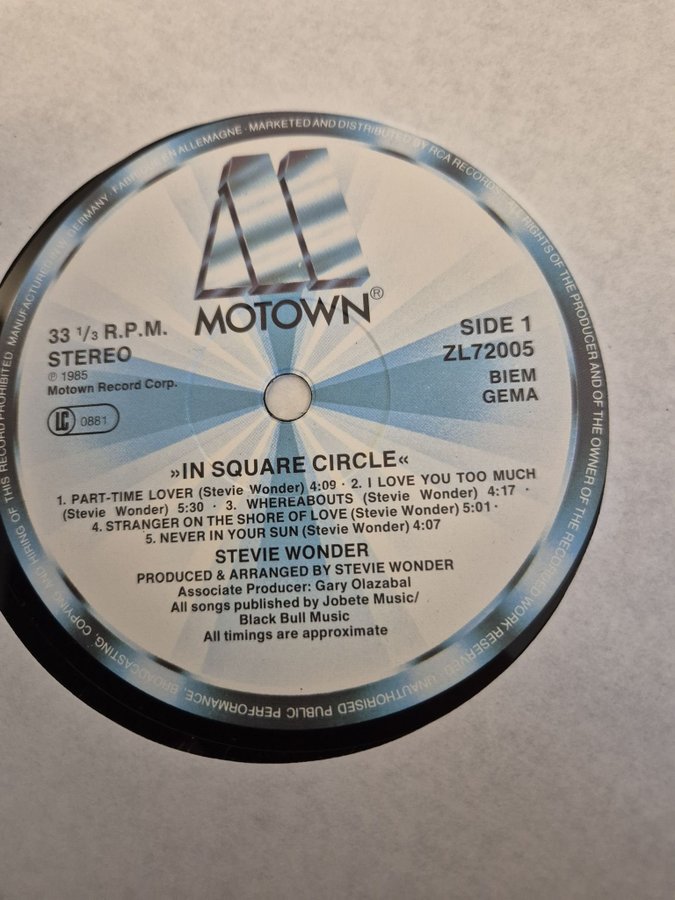 MOTOWN®
33 1/3 R.P.M.
STEREO
℗ 1985
Motown Record Corp.
LC 0881
SIDE 1
ZL72005
BIEM
GEMA
»IN SQUARE CIRCLE«
1. PART-TIME LOVER (Stevie Wonder) 4:09 · 2. I LOVE YOU TOO MUCH
(Stevie Wonder) 5:30 · 3. WHEREABOUTS (Stevie Wonder) 4:17 ·
4. STRANGER ON THE SHORE OF LOVE (Stevie Wonder) 5:01 ·
5. NEVER IN YOUR SUN (Stevie Wonder) 4:07
STEVIE WONDER
PRODUCED & ARRANGED BY STEVIE WONDER
Associate Producer: Gary Olazabal
All songs published by Jobete Music/
Black Bull Music
All timings are approximate
GERMANY. EN ALLEMAGNE · MARKETED AND DISTRIBUTED BY RCA RECORDS · RIGHTS OF THE PRODUCER AND OF THE OWNER OF THE RECORDED WORK RESERVED. UNAUTHORISED PUBLIC PERFORMANCE, BROADCASTING, COPYING AND HIRING OF THIS RECORD PROHIBITED